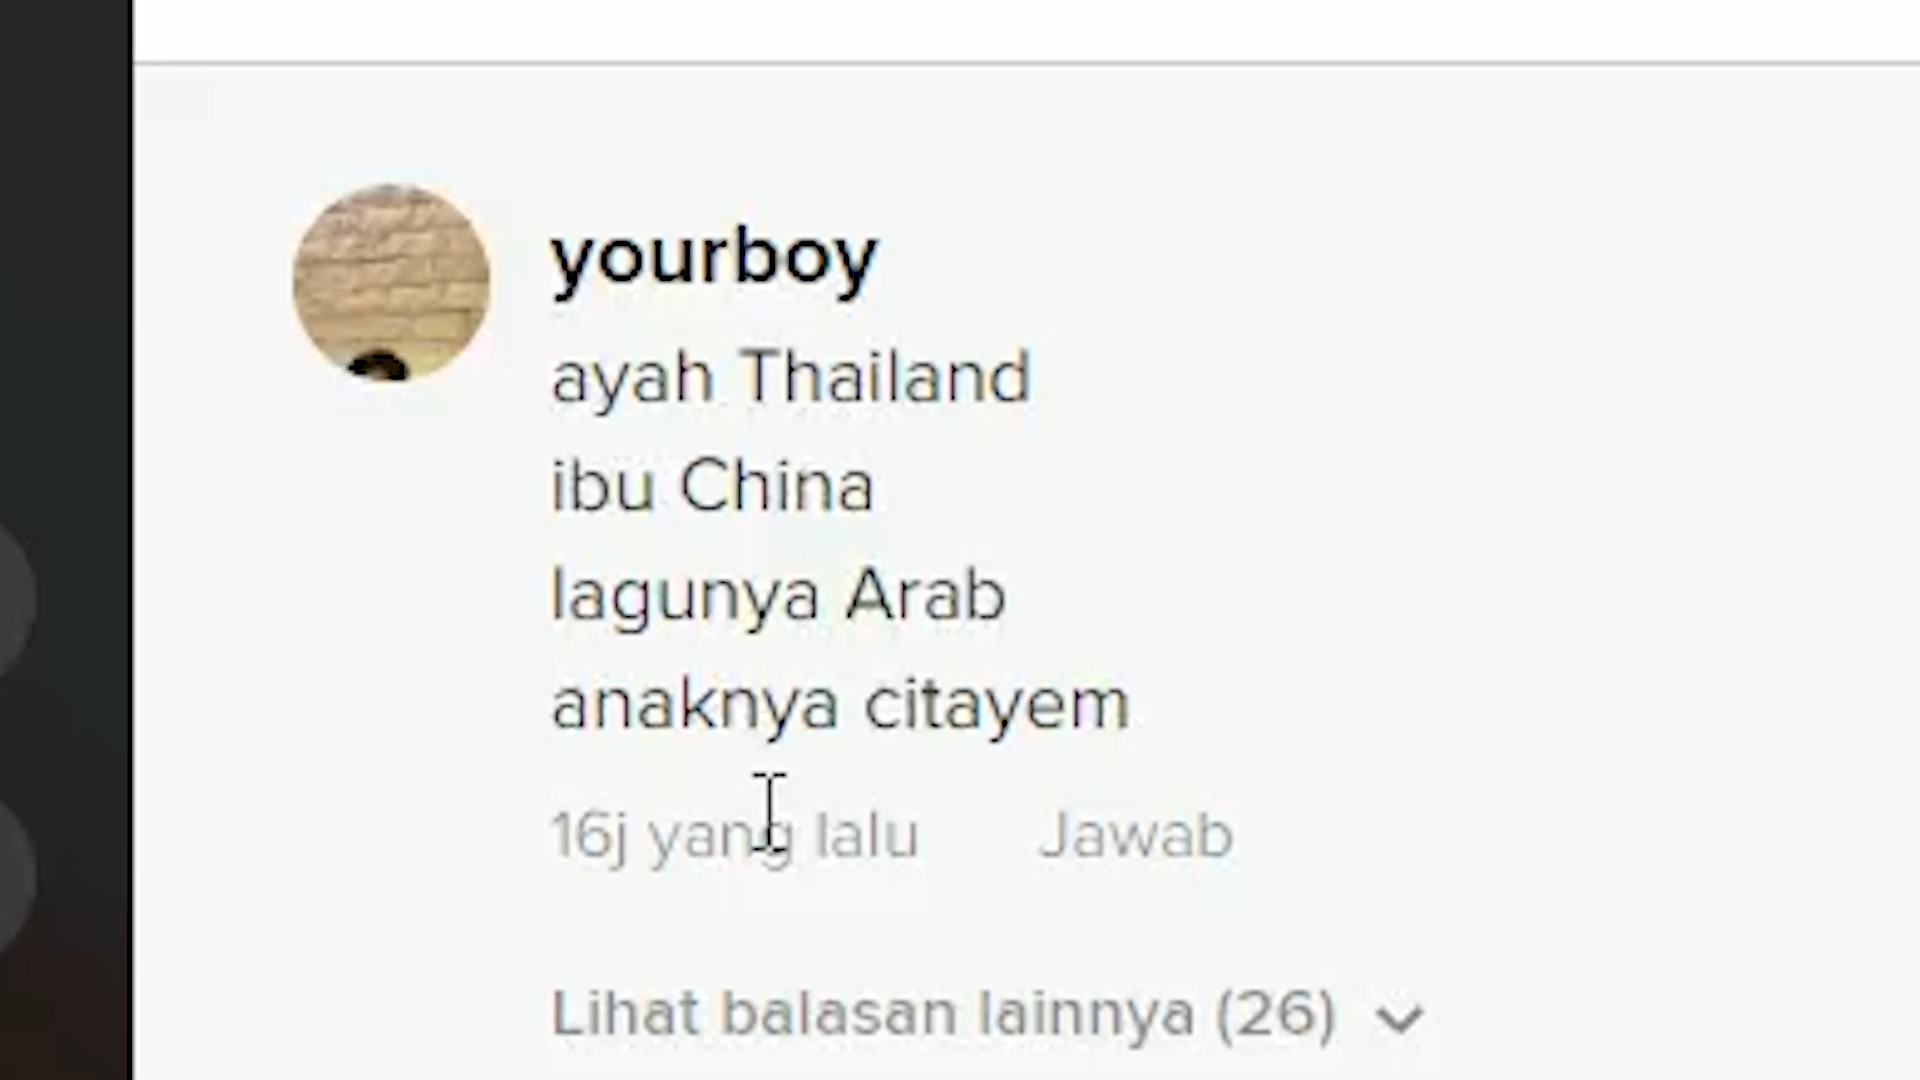 yourboy
ayah Thailand
ibu China
lagunya Arab
anaknya citayem
16j yang lalu Jawab
Lihat balasan lainnya (26)